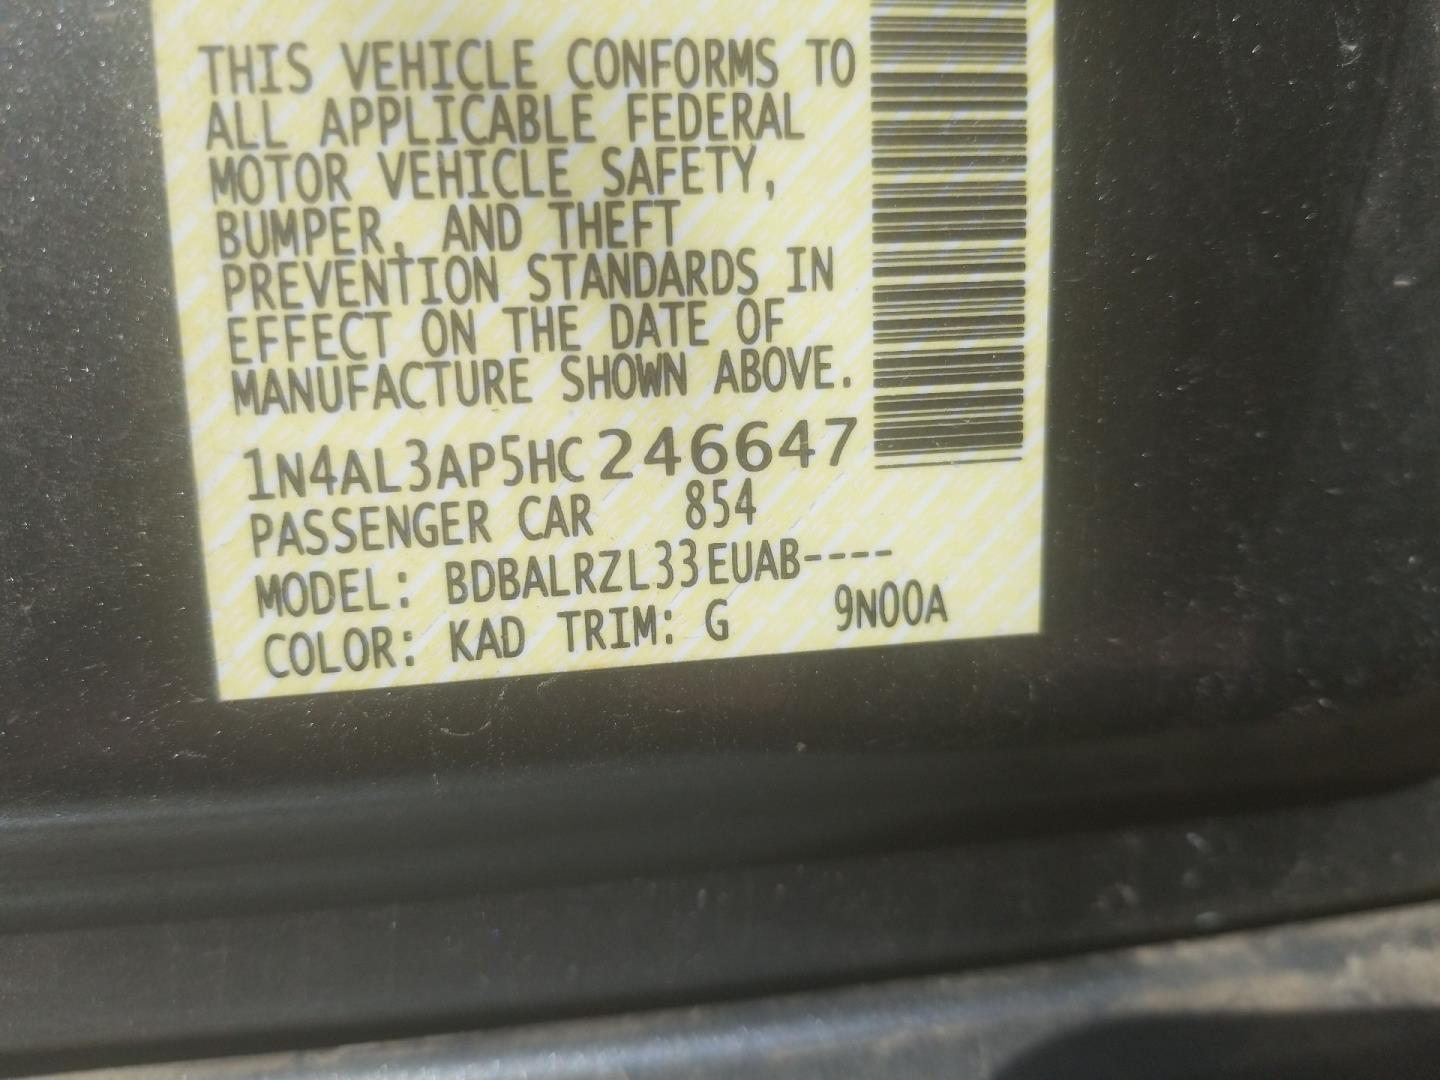 THIS VEHICLE CONFORMS TO
ALL APPLICABLE FEDERAL
MOTOR VEHICLE SAFETY,
BUMPER, AND THEFT
PREVENTION STANDARDS IN
EFFECT ON THE DATE OF
MANUFACTURE SHOWN ABOVE.
1N4AL3AP5HC246647
PASSENGER CAR 854
MODEL: BDBALRZL33EUAB----
COLOR: KAD TRIM: G 9N00A